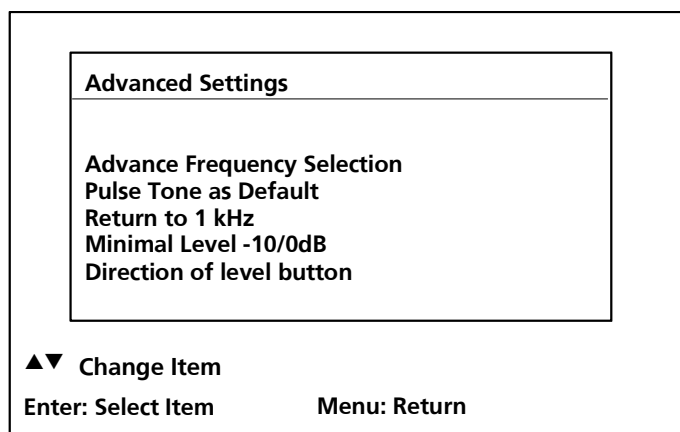 Advanced Settings
Advance Frequency Selection
Pulse Tone as Default
Return to 1 kHz
Minimal Level -10/0dB
Direction of level button
▲▼ Change Item
Enter: Select Item Menu: Return